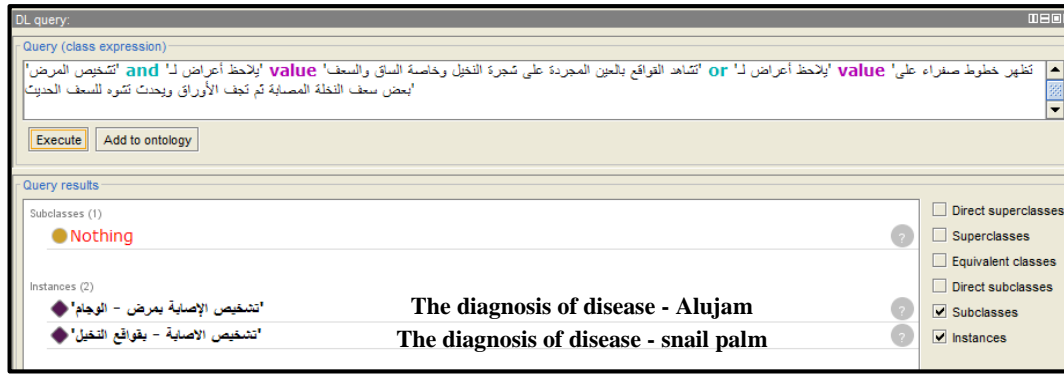 DL query:
Query (class expression)
'تشخيص المرض' and 'يلاحظ أعراض لـ' value 'تشاهد القواقع بالعين المجردة على شجرة النخيل وخاصة الساق والسعف' or 'يلاحظ أعراض لـ' value 'تظهر خطوط صفراء على
بعض سعف النخلة المصابة ثم تجف الأوراق ويحدث تشوه للسعف الحديث'
Execute Add to ontology
Query results
Subclasses (1)
Nothing ?
Instances (2)
'تشخيص الإصابة بمرض - الوجام' The diagnosis of disease - Alujam ?
'تشخيص الاصابة - بقواقع النخيل' The diagnosis of disease - snail palm ?
Direct superclasses
Superclasses
Equivalent classes
Direct subclasses
Subclasses
Instances